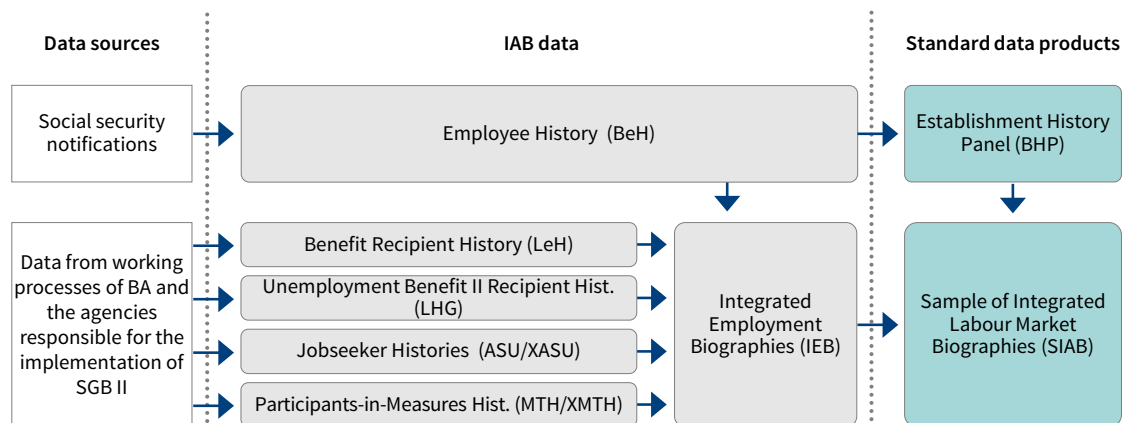 Data sources
IAB data
Standard data products
Social security
notifications
Employee History (BeH)
Establishment History
Panel (BHP)
Data from working
processes of BA and
the agencies
responsible for the
implementation of
SGB II
Benefit Recipient History (LeH)
Unemployment Benefit II Recipient Hist.
(LHG)
Jobseeker Histories (ASU/XASU)
Participants-in-Measures Hist. (MTH/XMTH)
Integrated
Employment
Biographies (IEB)
Sample of Integrated
Labour Market
Biographies (SIAB)